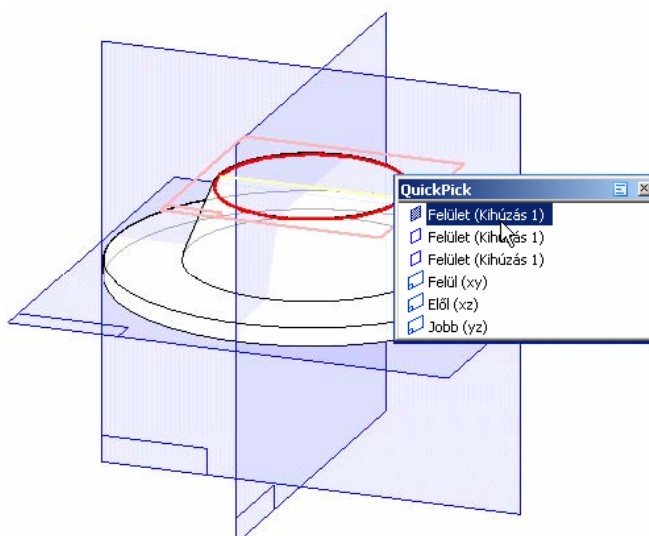 QuickPick
Felület (Kihúzás 1)
Felület (Kihúzás 1)
Felület (Kihúzás 1)
Felül (xy)
Elől (xz)
Jobb (yz)